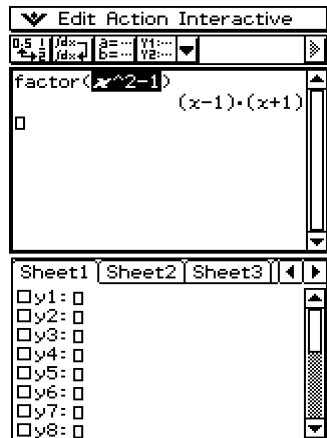 Edit Action Interactive
factor(x^2-1)
(x-1)·(x+1)
Sheet1 Sheet2 Sheet3
y1:
y2:
y3:
y4:
y5:
y6:
y7:
y8: